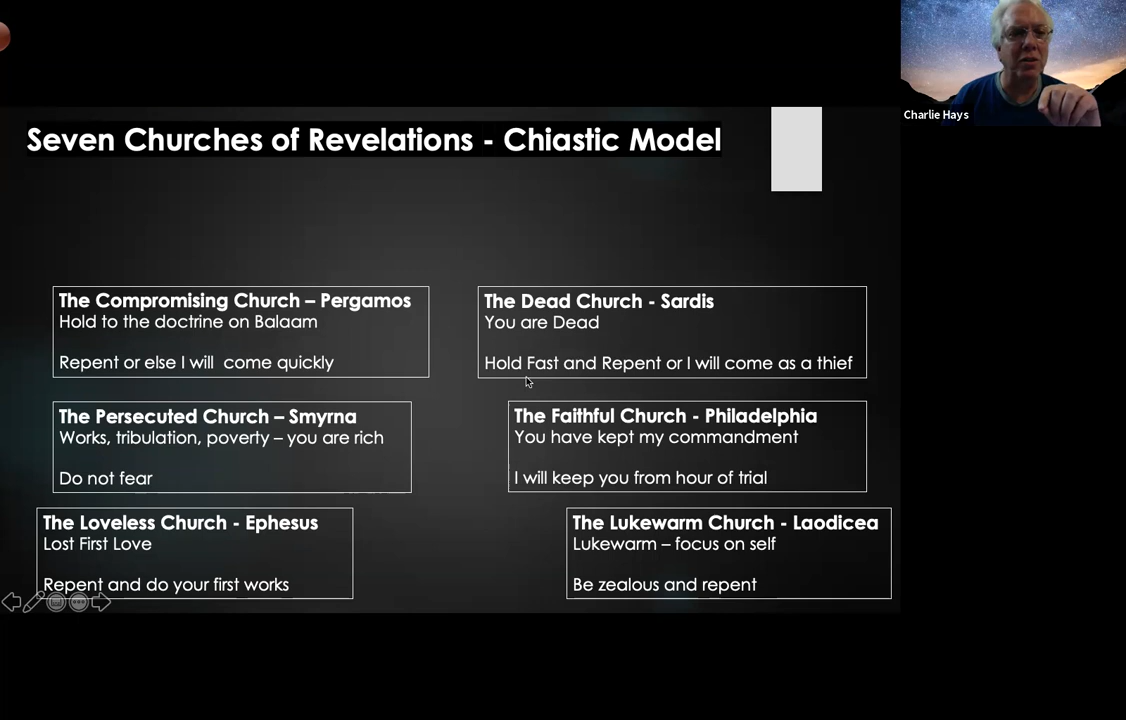 Charlie Hays
Seven Churches of Revelations - Chiastic Model
The Compromising Church – Pergamos
Hold to the doctrine on Balaam
Repent or else I will  come quickly
The Dead Church - Sardis
You are Dead
Hold Fast and Repent or I will come as a thief
The Persecuted Church – Smyrna
Works, tribulation, poverty – you are rich
Do not fear
The Faithful Church - Philadelphia
You have kept my commandment
I will keep you from hour of trial
The Loveless Church - Ephesus
Lost First Love
Repent and do your first works
The Lukewarm Church - Laodicea
Lukewarm – focus on self
Be zealous and repent